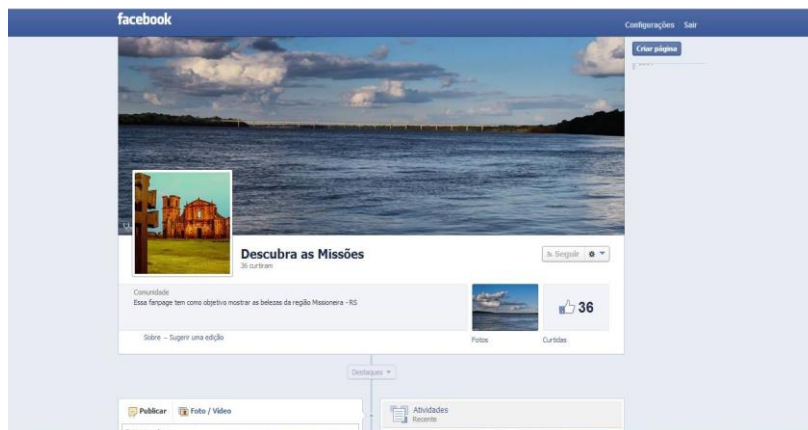 facebook
Configurações Sair
Criar página
Descubra as Missões
36 curtiram
Seguir
Comunidade
Essa fanpage tem como objetivo mostrar as belezas da região Missioneira - RS
36
Sobre – Sugerir uma edição
Fotos
Curtidas
Destaques
Publicar
Foto / Vídeo
Atividades
Recente